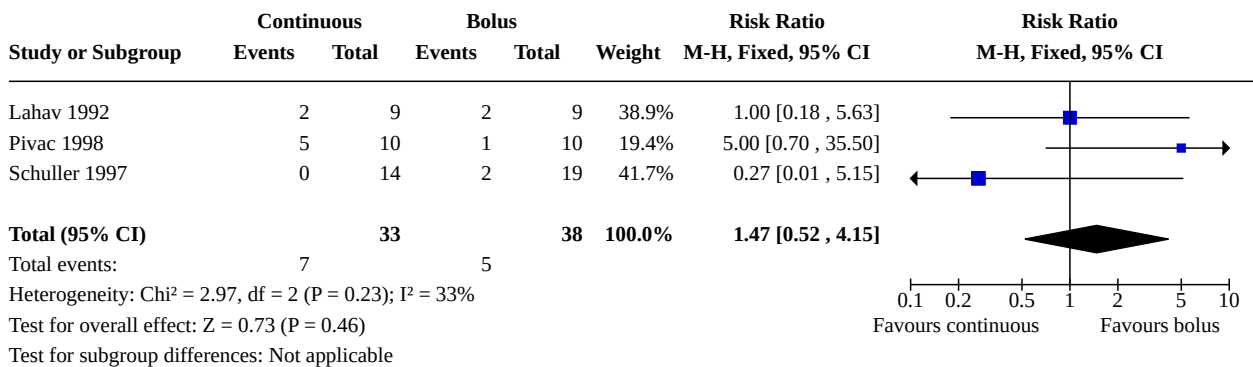 Continuous Bolus Risk Ratio Risk Ratio
Study or Subgroup Events Total Events Total Weight M-H, Fixed, 95% CI M-H, Fixed, 95% CI
Lahav 1992 2 9 2 9 38.9% 1.00 [0.18 , 5.63]
Pivac 1998 5 10 1 10 19.4% 5.00 [0.70 , 35.50]
Schuller 1997 0 14 2 19 41.7% 0.27 [0.01 , 5.15]
Total (95% CI) 33 38 100.0% 1.47 [0.52 , 4.15]
Total events: 7 5
Heterogeneity: Chi² = 2.97, df = 2 (P = 0.23); I² = 33%
0.1 0.2 0.5 1 2 5 10
Test for overall effect: Z = 0.73 (P = 0.46) Favours continuous Favours bolus
Test for subgroup differences: Not applicable